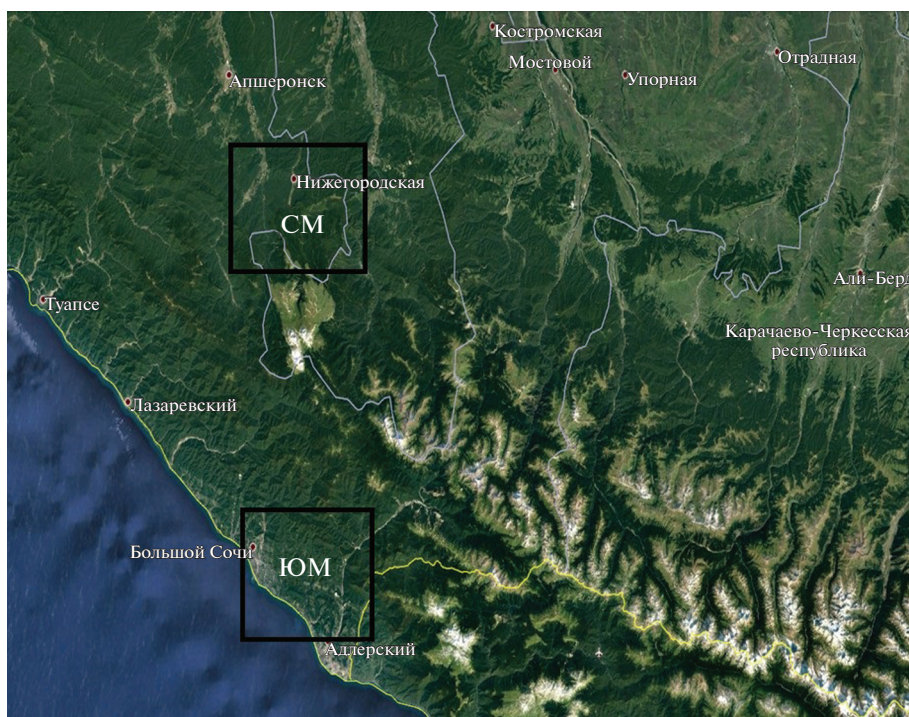 Костромская
Мостовой
Отрадная
Апшеронск
Упорная
Нижегородская
СМ
Али-Берд
Туапсе
Карачаево-Черкесская
республика
Лазаревский
Большой Сочи
ЮМ
Адлерский